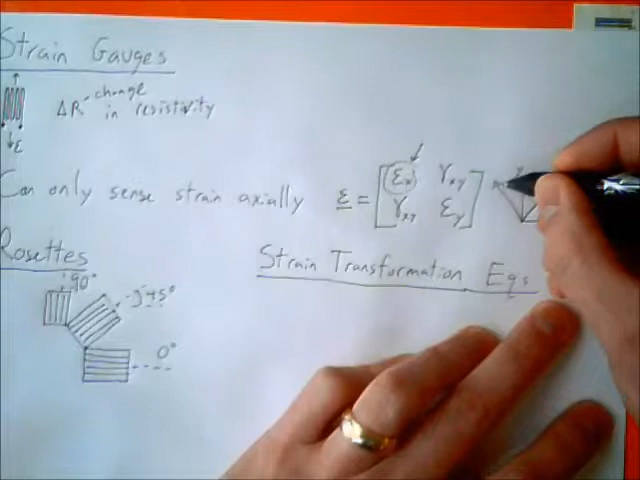 Strain Gauges
ΔR - change in resistivity
ε
Can only sense strain axially
ε = [ εx γxy
γxy εy ]
Rosettes
Strain Transformation Eqs
90°
45°
0°